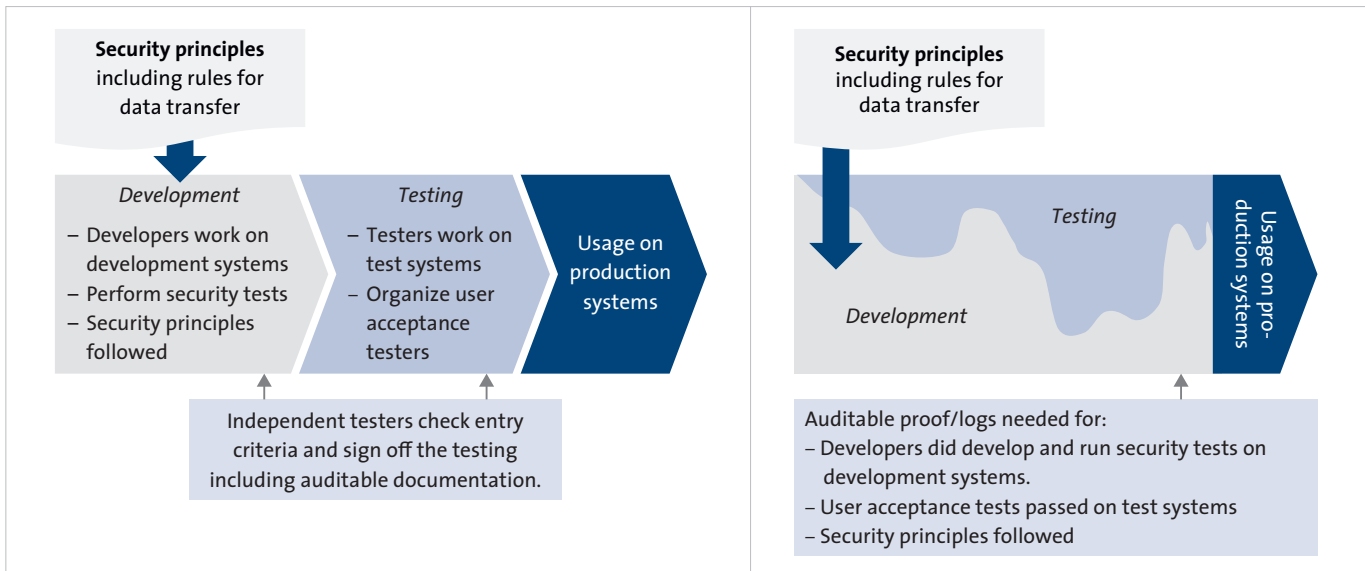 Security principles
including rules for
data transfer
Development
– Developers work on
development systems
– Perform security tests
– Security principles
followed
Testing
– Testers work on
test systems
– Organize user
acceptance
testers
Usage on
production
systems
Independent testers check entry
criteria and sign off the testing
including auditable documentation.
Security principles
including rules for
data transfer
Testing
Development
Usage on pro-
duction systems
Auditable proof/logs needed for:
– Developers did develop and run security tests on
development systems.
– User acceptance tests passed on test systems
– Security principles followed